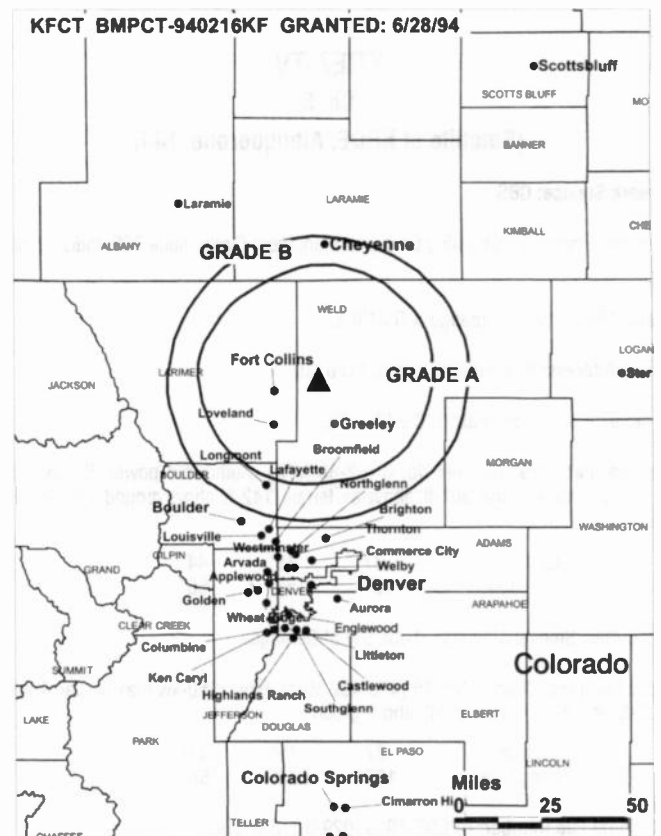 KFCT BMPCT-940216KF GRANTED: 6/28/94
Scottsbluff
SCOTTS BLUFF
MO
BANNER
Laramie
LARAMIE
KIMBALL
CHE
ALBANY
GRADE B
Cheyenne
WELD
LOGAN
Fort Collins
LARIMER
GRADE A
Ster
JACKSON
Loveland
Greeley
Broomfield
Longmont
Lafayette
MORGAN
BOULDER
Northglenn
Boulder
Brighton
WASHINGTON
Louisville
Thornton
ADAMS
Westminster
Commerce City
GILPIN
Arvada
Welby
GRAND
Applewood
DENVER
Denver
Golden
Aurora
ARAPAHOE
Wheat Ridge
CLEAR CREEK
Englewood
Columbine
Littleton
Colorado
SUMMIT
Ken Caryl
Castlewood
Highlands Ranch
Southglenn
LAKE
JEFFERSON
DOUGLAS
ELBERT
PARK
EL PASO
LINCOLN
Colorado Springs
Miles
Cimarron Hi
0 25 50
TELLER
CHAFFEE